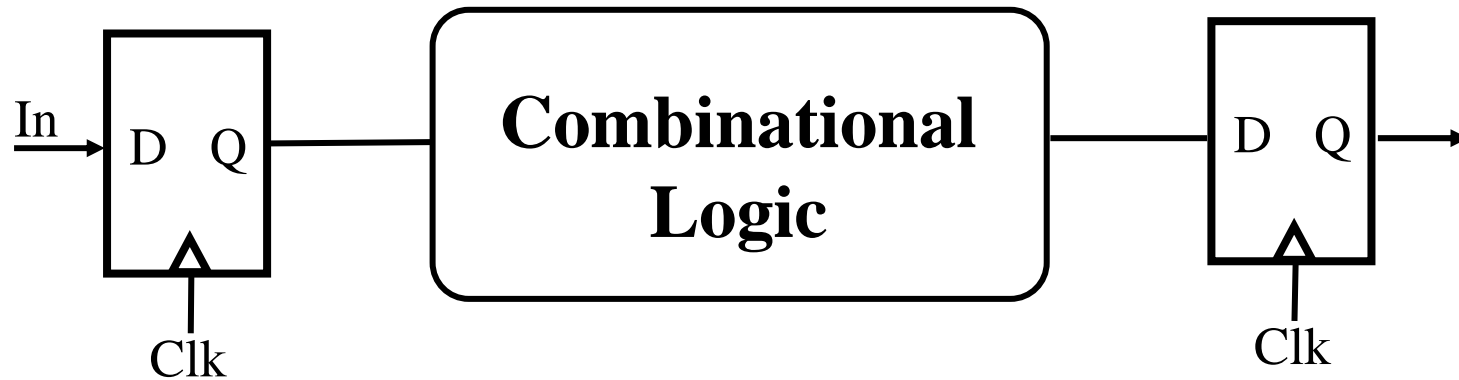 In
D Q
Clk
Combinational
Logic
D Q
Clk